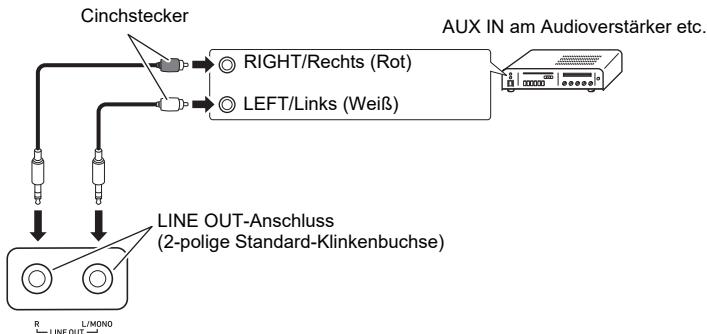 Cinchstecker
AUX IN am Audioverstärker etc.
RIGHT/Rechts (Rot)
LEFT/Links (Weiß)
LINE OUT-Anschluss
(2-polige Standard-Klinkenbuchse)
R L/MONO
LINE OUT